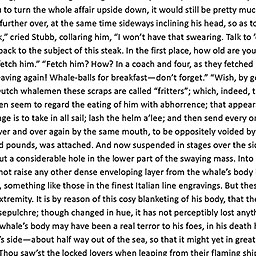 to turn the whole affair upside down, it would still be pretty muc
further over, at the same time sideways inclining his head, so as to
," cried Stubb, collaring him, "I won't have that swearing. Talk to
back to the subject of this steak. In the first place, how old are you
fetch him." "Fetch him? How? In a coach and four, as they fetched
eaving again! Whale-balls for breakfast—don't forget." "Wish, by g
Dutch whalemen these scraps are called "fritters"; which, indeed, t
en seem to regard the eating of him with abhorrence; that appear
nge is to take in all sail; lash the helm a'lee; and then send every on
ver and over again by the same mouth, to be oppositely voided by
d pounds, was attached. And now suspended in stages over the sid
ut a considerable hole in the lower part of the swaying mass. Into
not raise any other dense enveloping layer from the whale's body
, something like those in the finest Italian line engravings. But thes
extremity. It is by reason of this cosy blanketing of his body, that th
sepulchre; though changed in hue, it has not perceptibly lost anyth
whale's body may have been a real terror to his foes, in his death h
's side—about half way out of the sea, so that it might yet in great
Thou saw'st the locked lovers when leaping from their flaming ship